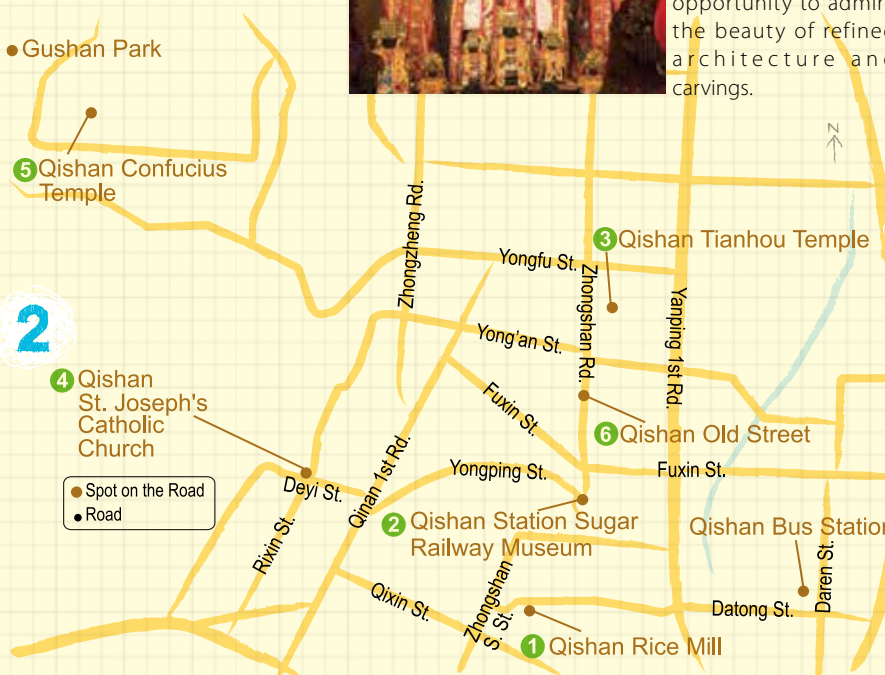 opportunity to admire
the beauty of refined
architecture and
carvings.
Gushan Park
N
5 Qishan Confucius
Temple
Zhongzheng Rd.
3 Qishan Tianhou Temple
Yongfu St.
Zhongshan Rd.
Yanping 1st Rd.
2
Yong'an St.
4 Qishan
St. Joseph's
Catholic
Church
Fuxin St.
6 Qishan Old Street
Qinan 1st Rd.
Yongping St.
Fuxin St.
Spot on the Road
Road
Deyi St.
Rixin St.
2 Qishan Station Sugar
Railway Museum
Qishan Bus Station
Daren St.
Qixin St.
Zhongshan
S. St.
Datong St.
1 Qishan Rice Mill